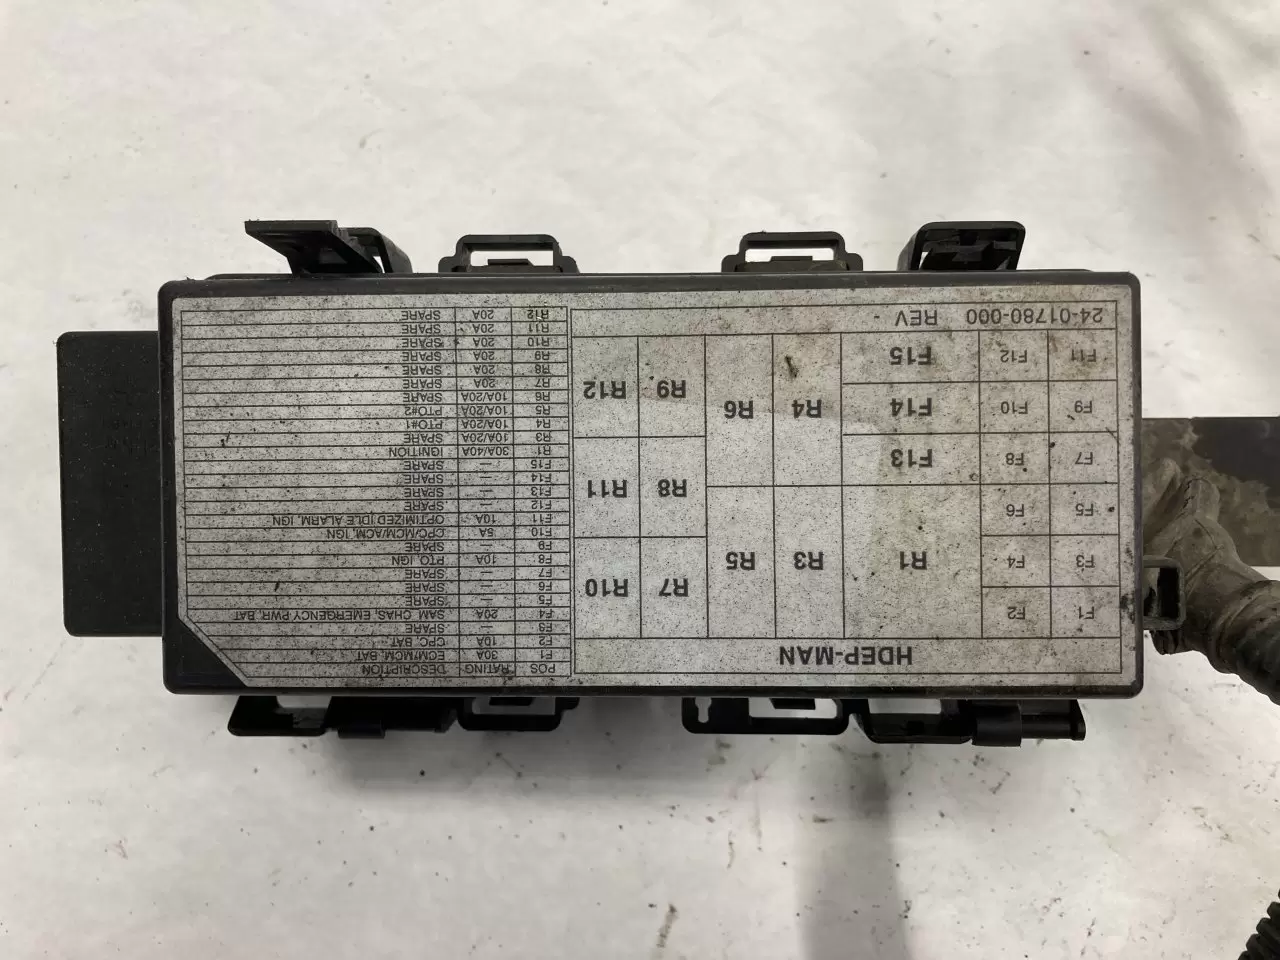 HDEP-MAN
F1 F2
F3 F4 R1 R3 R5 R7 R10
F5 F6
F7 F8 F13 R8 R11
F9 F10 F14 R4 R6 R9 R12
F11 F12 F15
24-01780-000 REV -
POS RATING DESCRIPTION
F1 30A ECM/MCM, BAT
F2 10A CPC, BAT
F3 — SPARE
F4 20A SAM CHAS, EMERGENCY PWR, BAT
F5 — SPARE
F6 — SPARE
F7 — SPARE
F8 10A PTO, IGN
F9 — SPARE
F10 5A CPC/MCM/ACM, IGN
F11 10A OPTIMIZED IDLE ALARM, IGN
F12 — SPARE
F13 — SPARE
F14 — SPARE
F15 — SPARE
R1 30A/40A IGNITION
R3 10A/20A SPARE
R4 10A/20A PTO#1
R5 10A/20A PTO#2
R6 10A/20A SPARE
R7 20A SPARE
R8 20A SPARE
R9 20A SPARE
R10 20A SPARE
R11 20A SPARE
R12 20A SPARE